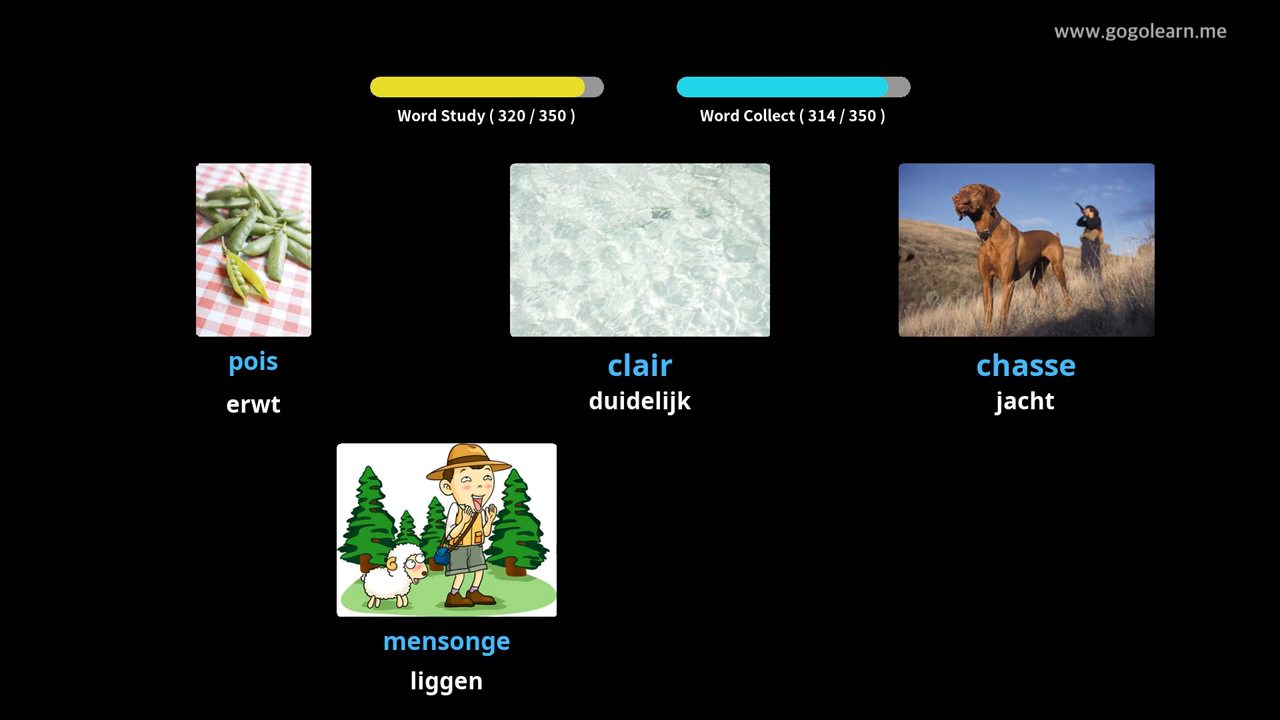 www.gogolearn.me
Word Study ( 320 / 350 )
Word Collect ( 314 / 350 )
pois
erwt
clair
duidelijk
chasse
jacht
mensonge
liggen